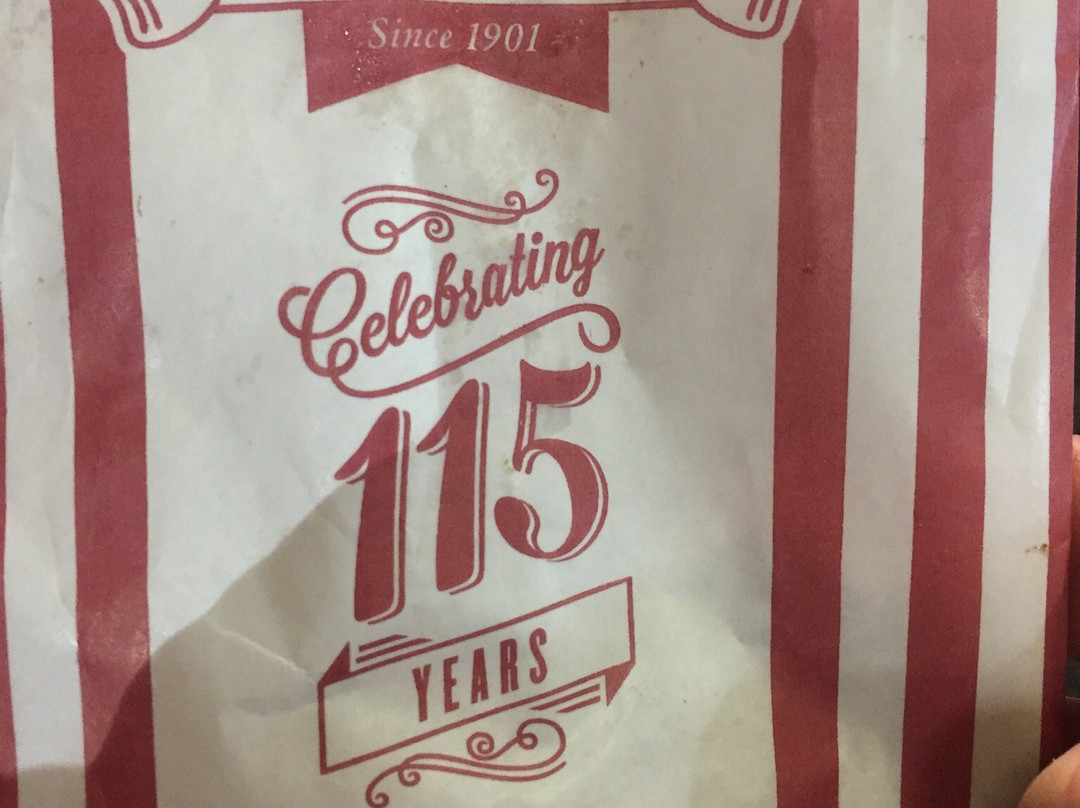 Since 1901
Celebrating
115
YEARS